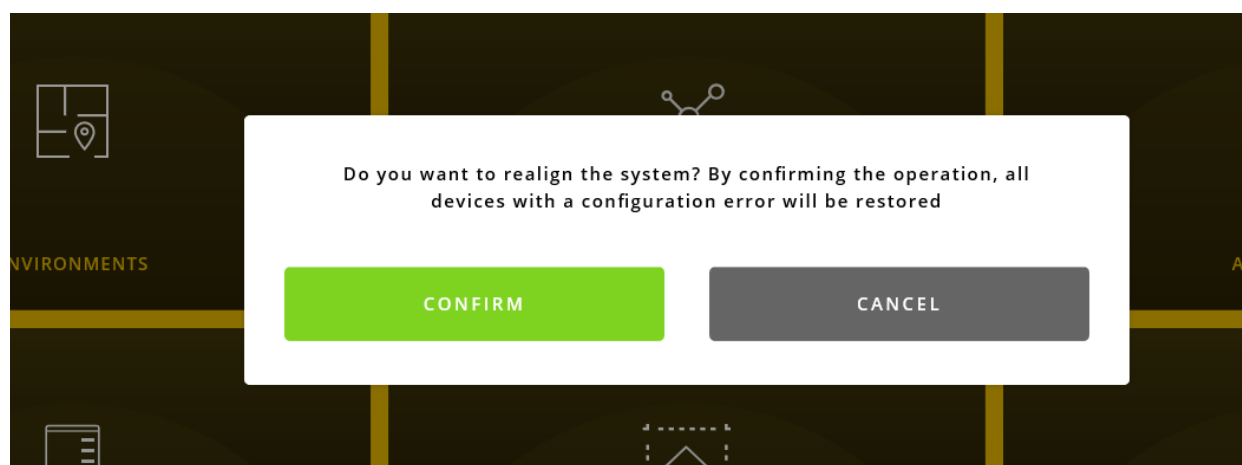 Do you want to realign the system? By confirming the operation, all
devices with a configuration error will be restored
NVIRONMENTS
A
CONFIRM
CANCEL